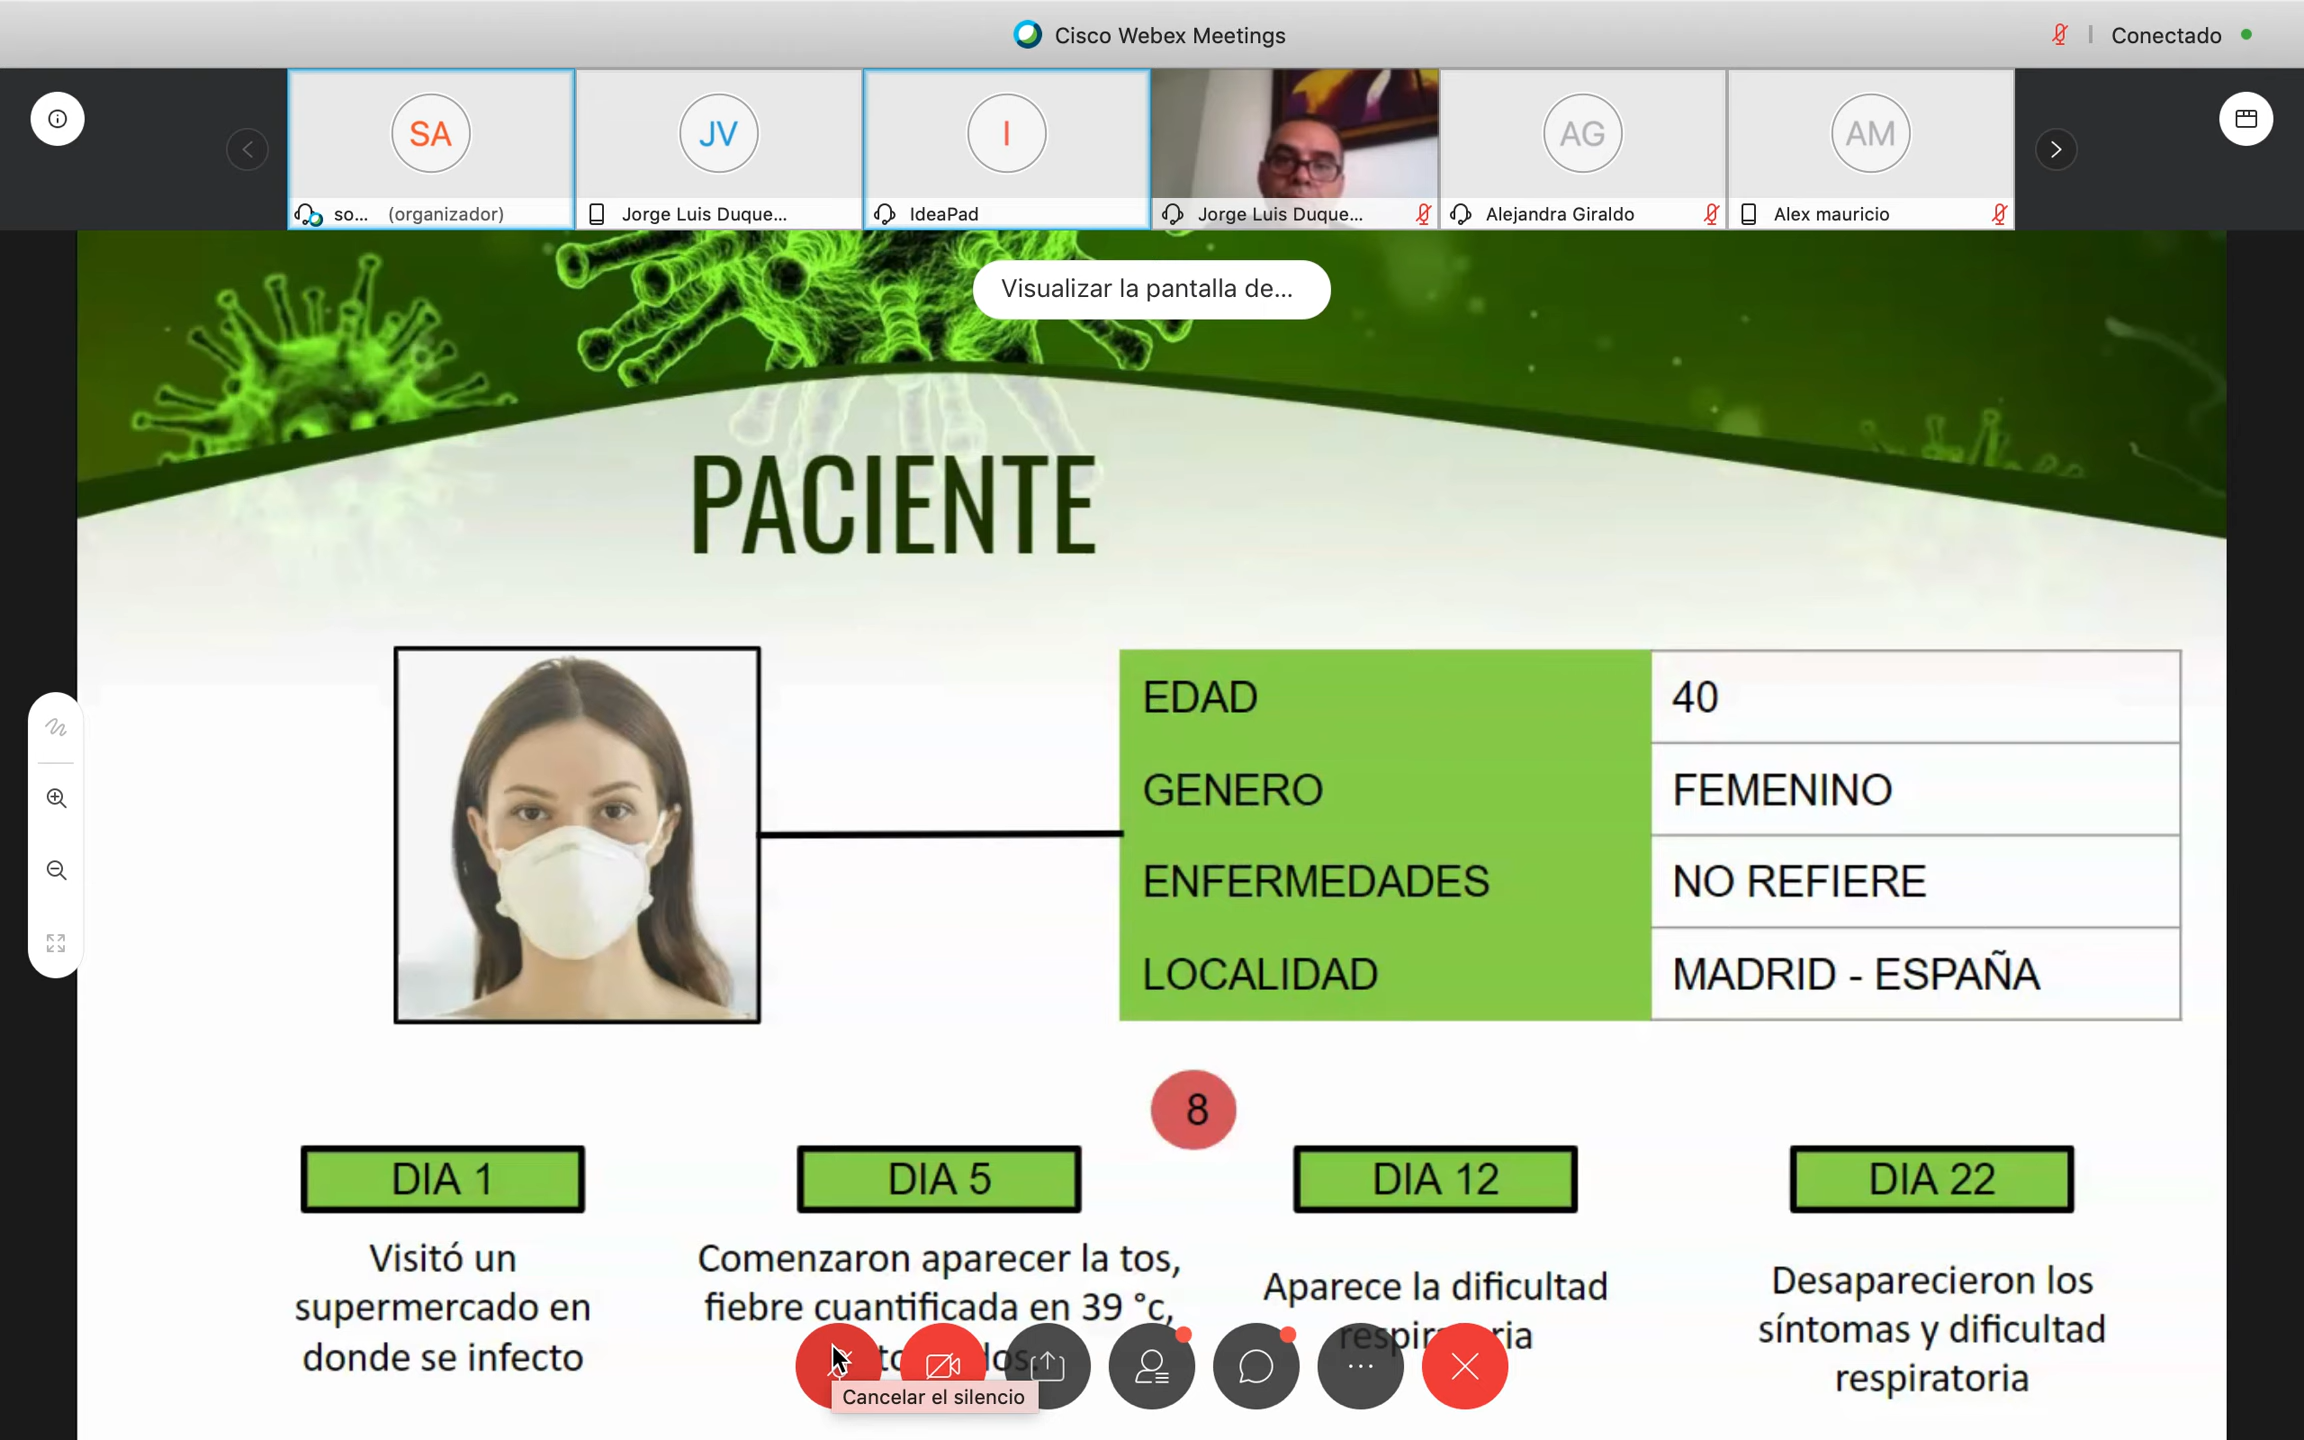 Cisco Webex Meetings
Conectado
SA
JV
I
AG
AM
so... (organizador)
Jorge Luis Duque...
IdeaPad
Jorge Luis Duque...
Alejandra Giraldo
Alex mauricio
Visualizar la pantalla de...
PACIENTE
EDAD 40
GENERO FEMENINO
ENFERMEDADES NO REFIERE
LOCALIDAD MADRID - ESPAÑA
8
DIA 1
Visitó un
supermercado en
donde se infecto
DIA 5
Comenzaron aparecer la tos,
fiebre cuantificada en 39 °c,
DIA 12
Aparece la dificultad
DIA 22
Desaparecieron los
síntomas y dificultad
respiratoria
Cancelar el silencio